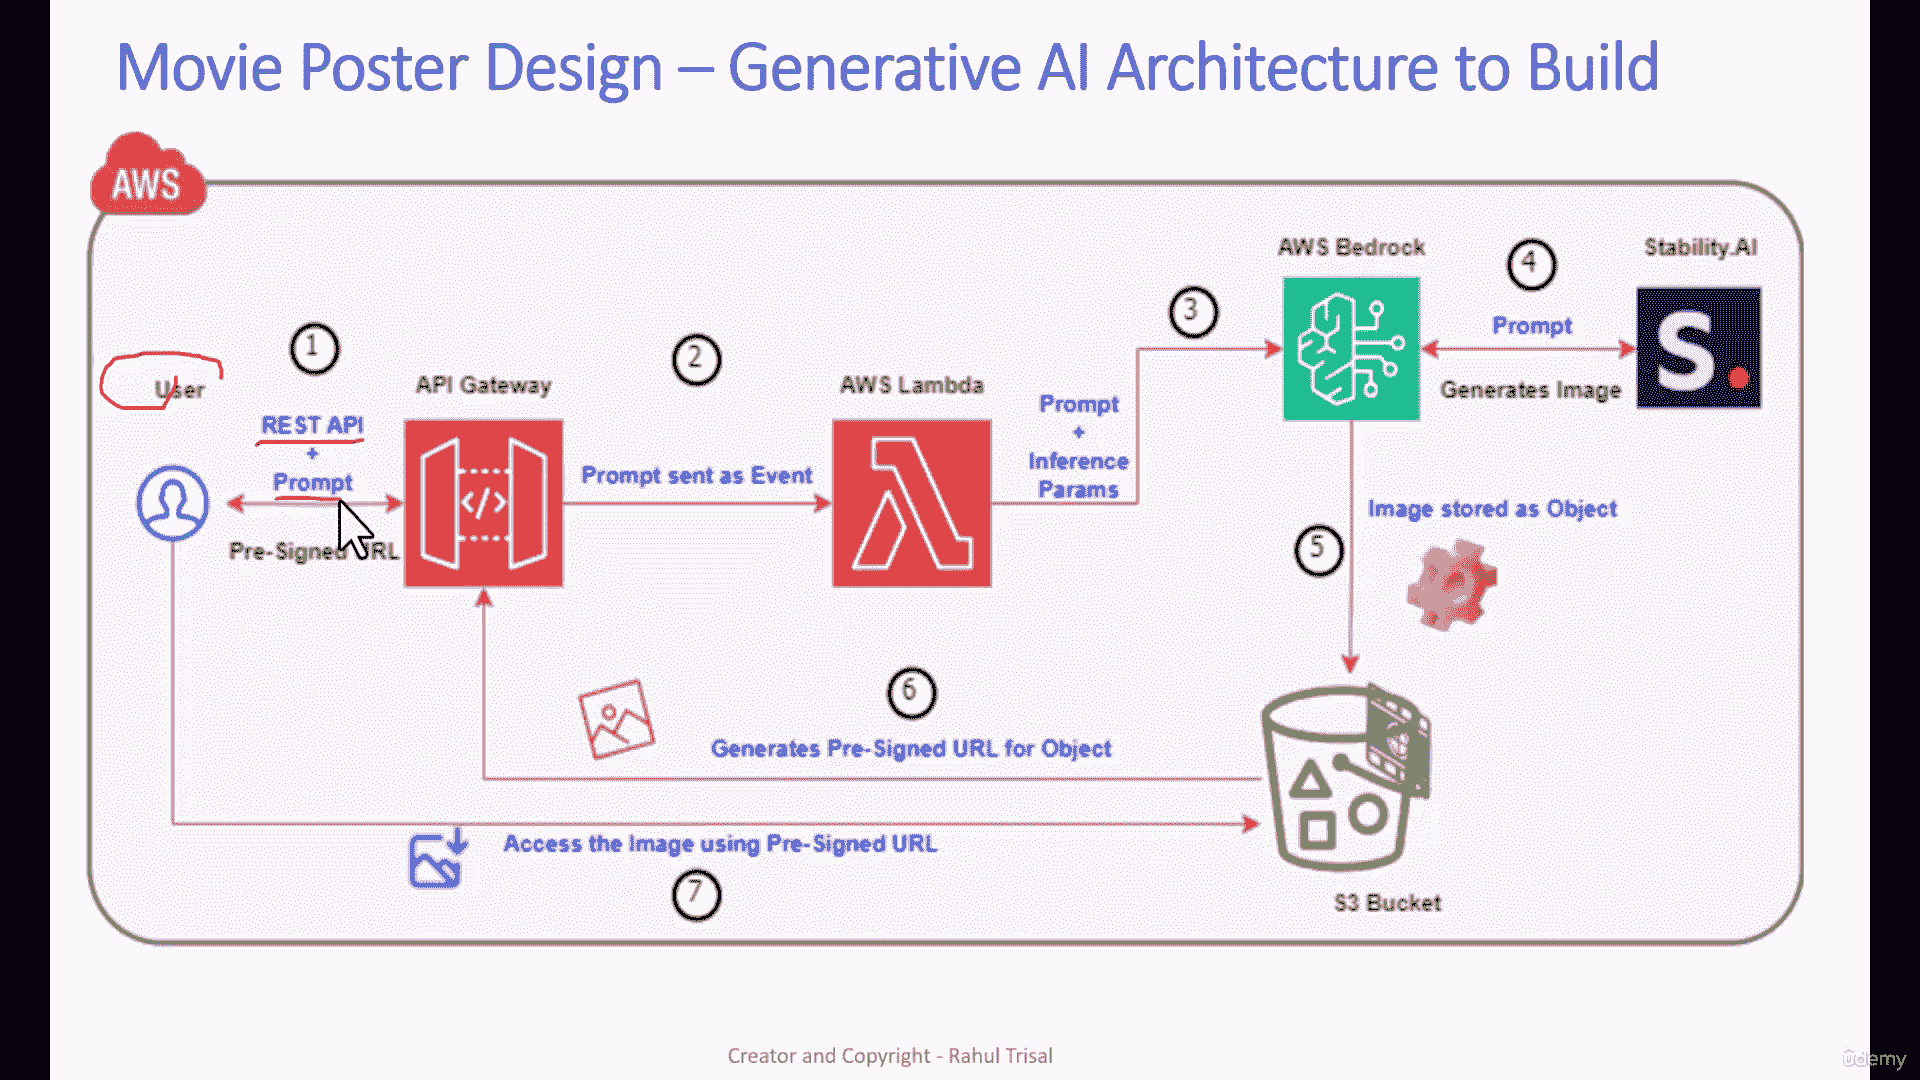 Movie Poster Design – Generative AI Architecture to Build
AWS
AWS Bedrock
4
Stability.AI
3
Prompt
1
2
User
API Gateway
AWS Lambda
Generates Image
Prompt
+
Inference
Params
REST API
+
Prompt
Prompt sent as Event
S.
</>
Image stored as Object
Pre-Signed URL
5
6
Generates Pre-Signed URL for Object
Access the Image using Pre-Signed URL
7
S3 Bucket
Creator and Copyright - Rahul Trisal
ûdemy